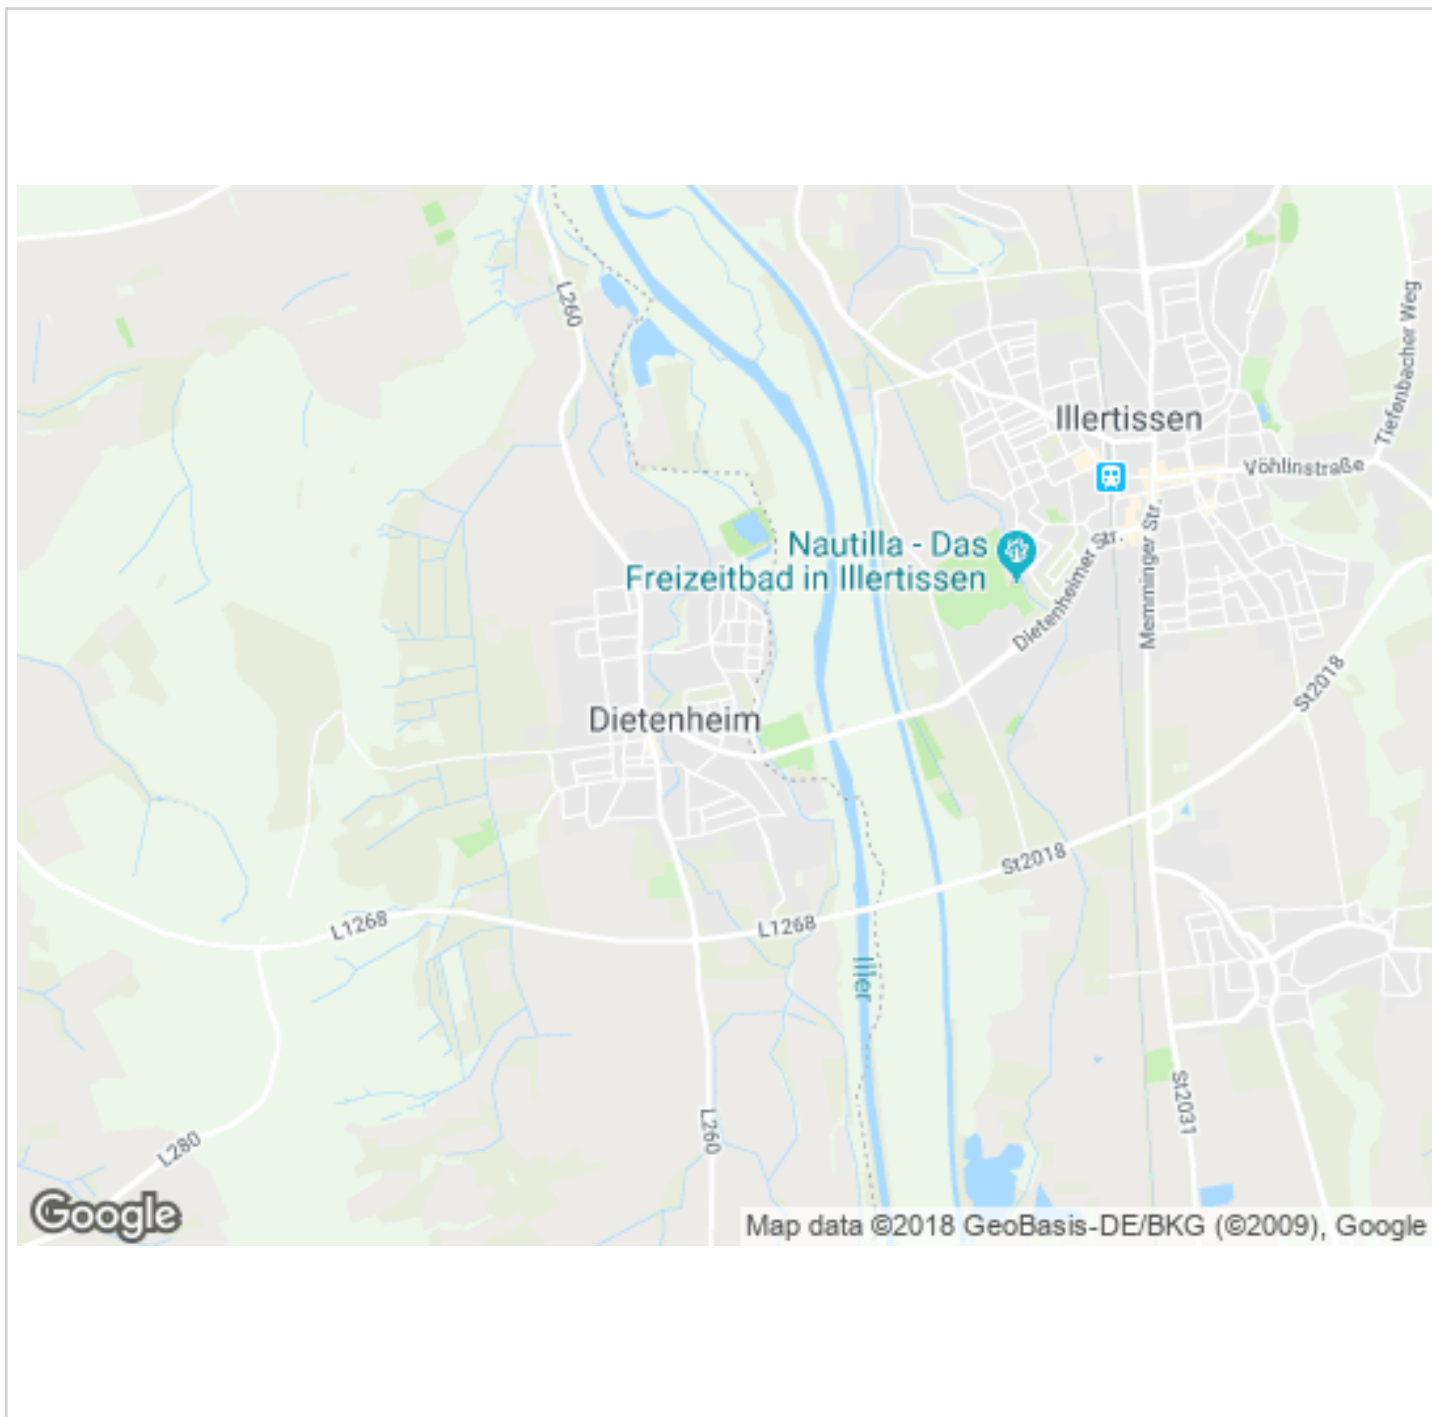 L260
Tiefenbacher Weg
Illertissen
Vöhlinstraße
Nautilla - Das
Freizeitbad in Illertissen
Dietenheimer Str.
Memminger Str.
St2018
Dietenheim
St2018
L1268
L1268
Iller
L260
St2031
L280
Google
Map data ©2018 GeoBasis-DE/BKG (©2009), Google